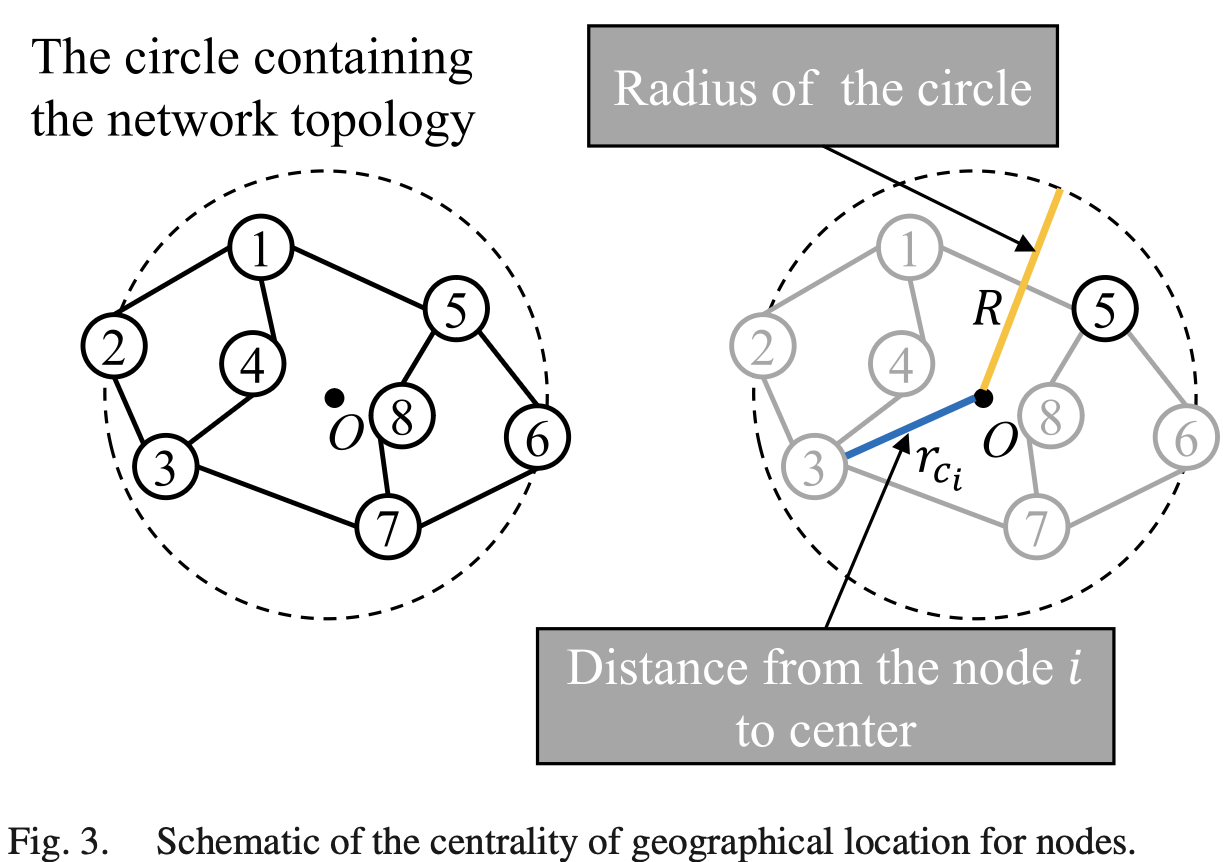 The circle containing
the network topology
Radius of the circle
1
2
3
4
5
6
7
8
O
1
2
3
4
5
6
7
8
R
O
r_{c_i}
Distance from the node i
to center
Fig. 3. Schematic of the centrality of geographical location for nodes.